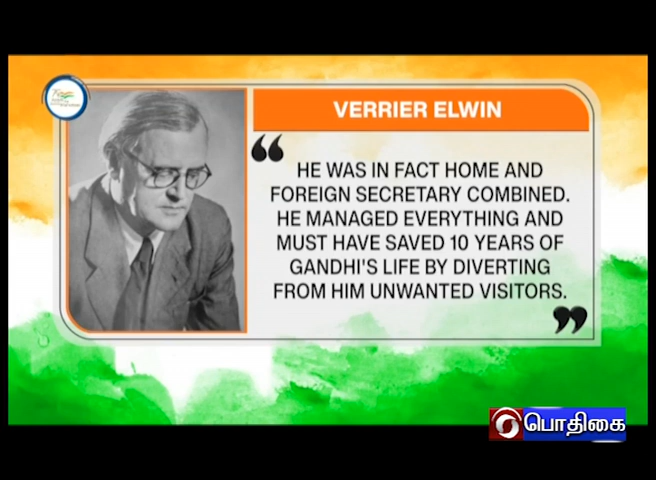 VERRIER ELWIN
“ HE WAS IN FACT HOME AND
FOREIGN SECRETARY COMBINED.
HE MANAGED EVERYTHING AND
MUST HAVE SAVED 10 YEARS OF
GANDHI'S LIFE BY DIVERTING
FROM HIM UNWANTED VISITORS. ”
பொதிகை